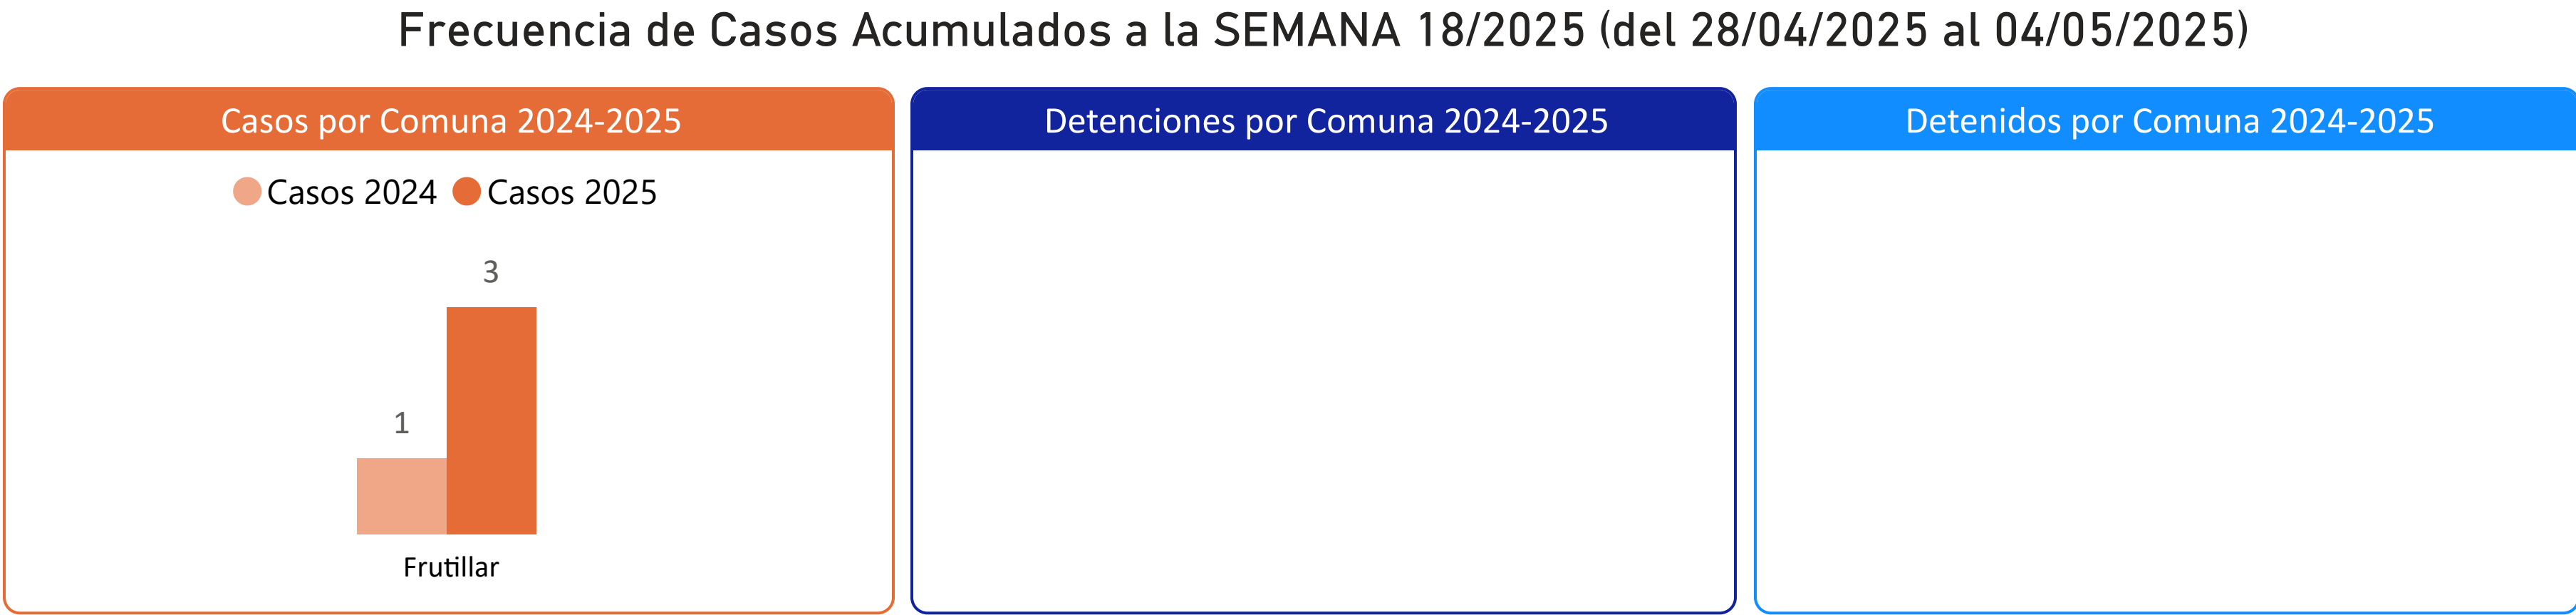 Frecuencia de Casos Acumulados a la SEMANA 18/2025 (del 28/04/2025 al 04/05/2025)
Casos por Comuna 2024-2025
Casos 2024 Casos 2025
3
1
Frutillar
Detenciones por Comuna 2024-2025
Detenidos por Comuna 2024-2025